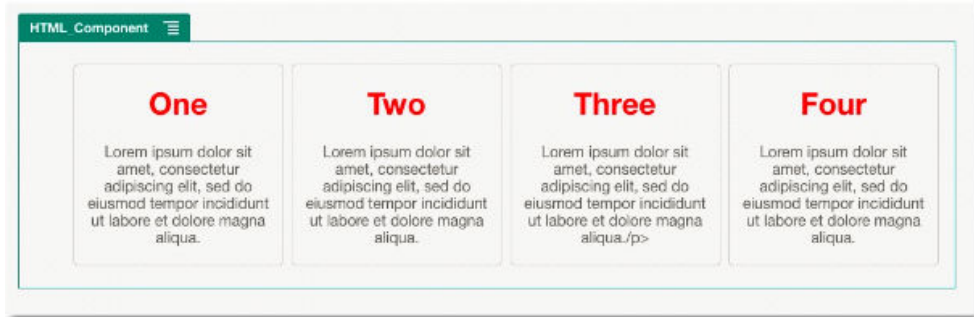 HTML_Component
One
Lorem ipsum dolor sit
amet, consectetur
adipiscing elit, sed do
eiusmod tempor incididunt
ut labore et dolore magna
aliqua.
Two
Lorem ipsum dolor sit
amet, consectetur
adipiscing elit, sed do
eiusmod tempor incididunt
ut labore et dolore magna
aliqua.
Three
Lorem ipsum dolor sit
amet, consectetur
adipiscing elit, sed do
eiusmod tempor incididunt
ut labore et dolore magna
aliqua./p>
Four
Lorem ipsum dolor sit
amet, consectetur
adipiscing elit, sed do
eiusmod tempor incididunt
ut labore et dolore magna
aliqua.